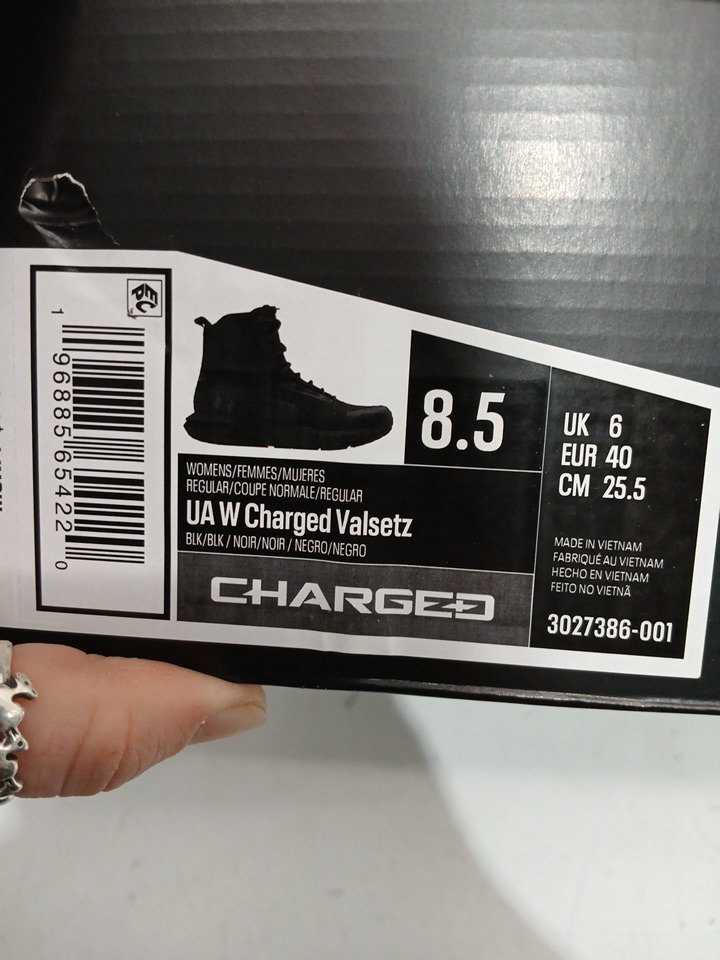 EPC
1 96885 65422 0
8.5
UK 6
EUR 40
CM 25.5
WOMENS/FEMMES/MUJERES
REGULAR/COUPE NORMALE/REGULAR
UA W Charged Valsetz
BLK/BLK / NOIR/NOIR / NEGRO/NEGRO
CHARGED
MADE IN VIETNAM
FABRIQUÉ AU VIETNAM
HECHO EN VIETNAM
FEITO NO VIETNÃ
3027386-001